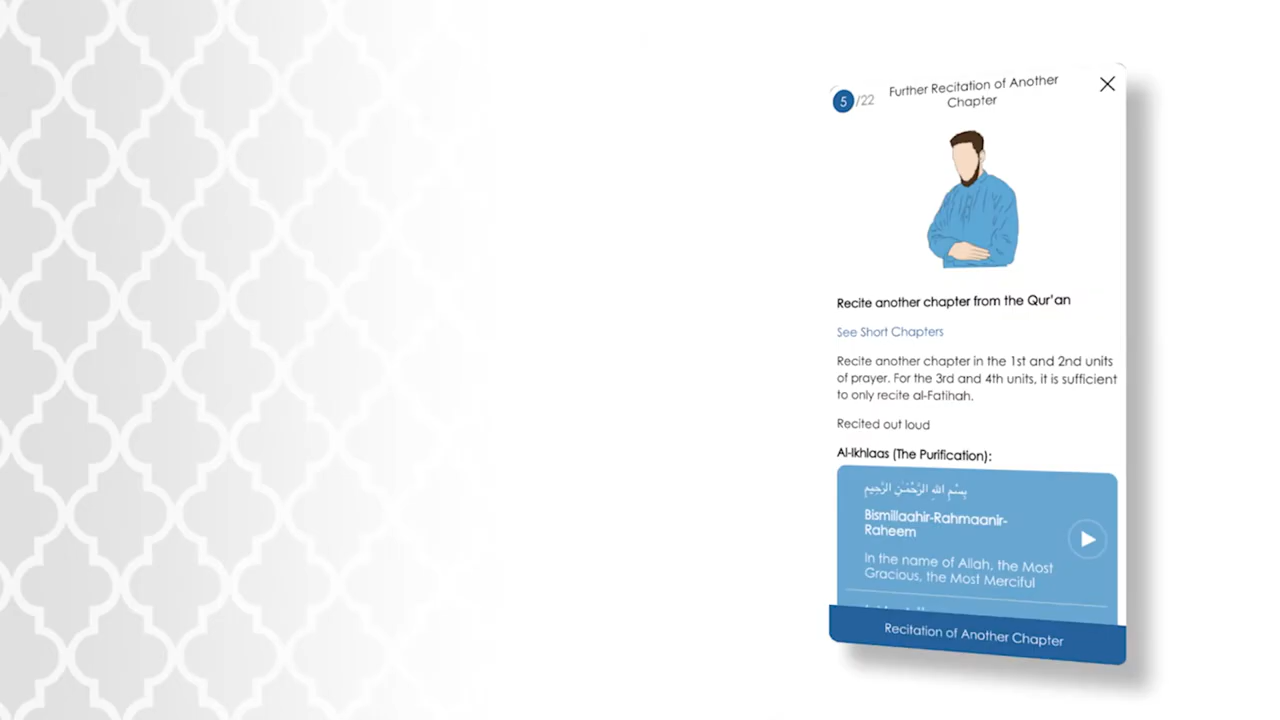 5/22
Further Recitation of Another
Chapter
Recite another chapter from the Qur'an
See Short Chapters
Recite another chapter in the 1st and 2nd units
of prayer. For the 3rd and 4th units, it is sufficient
to only recite al-Fatihah.
Recited out loud
Al-Ikhlaas (The Purification):
بِسْمِ اللهِ الرَّحْمَـٰنِ الرَّحِيمِ
Bismillaahir-Rahmaanir-
Raheem
In the name of Allah, the Most
Gracious, the Most Merciful
Recitation of Another Chapter